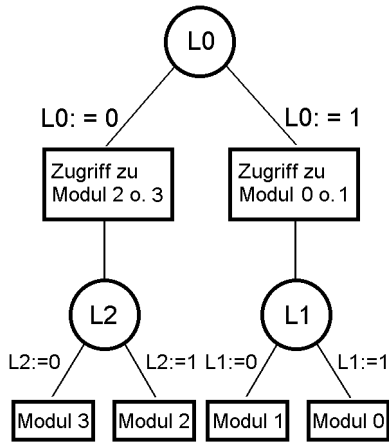 L0
L0: = 0
L0: = 1
Zugriff zu
Modul 2 o. 3
Zugriff zu
Modul 0 o.1
L2
L1
L2:=0
L2:=1
L1:=0
L1:=1
Modul 3
Modul 2
Modul 1
Modul 0